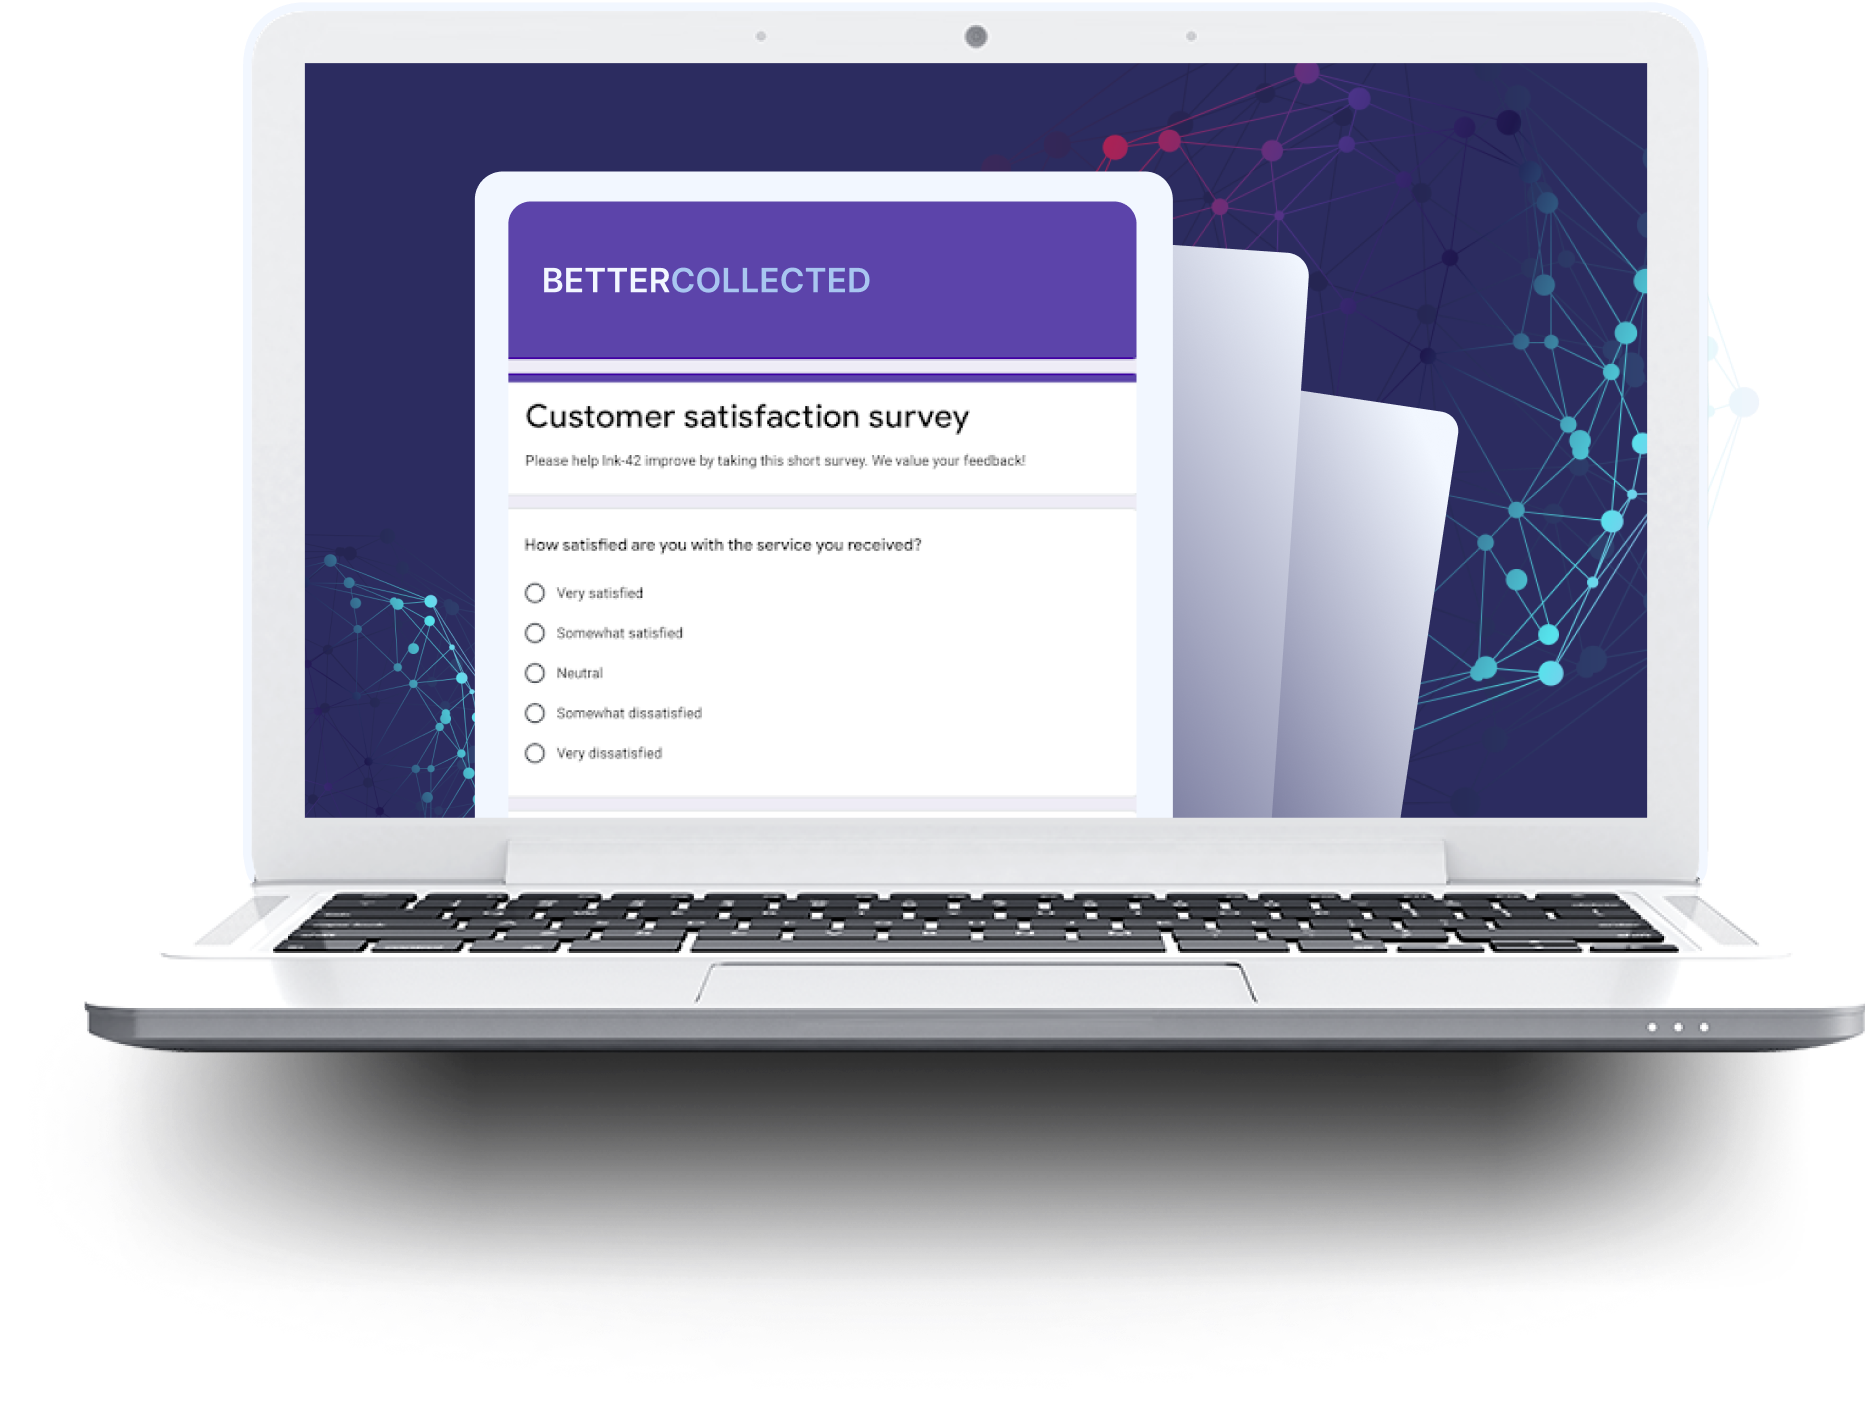 BETTERCOLLECTED
Customer satisfaction survey
Please help Ink-42 improve by taking this short survey. We value your feedback!
How satisfied are you with the service you received?
Very satisfied
Somewhat satisfied
Neutral
Somewhat dissatisfied
Very dissatisfied